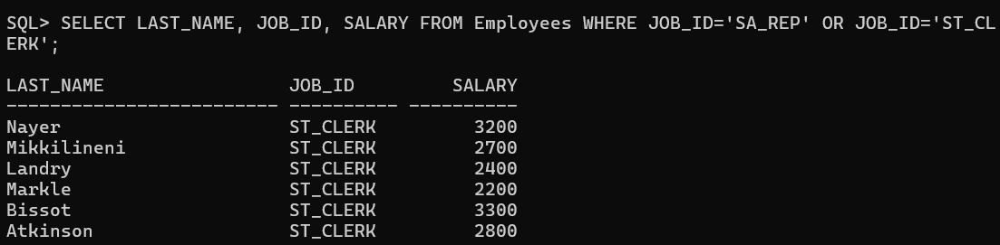 SQL> SELECT LAST_NAME, JOB_ID, SALARY FROM Employees WHERE JOB_ID='SA_REP' OR JOB_ID='ST_CL
ERK';
LAST_NAME                 JOB_ID         SALARY
------------------------- ---------- ----------
Nayer                     ST_CLERK         3200
Mikkilineni               ST_CLERK         2700
Landry                    ST_CLERK         2400
Markle                    ST_CLERK         2200
Bissot                    ST_CLERK         3300
Atkinson                  ST_CLERK         2800